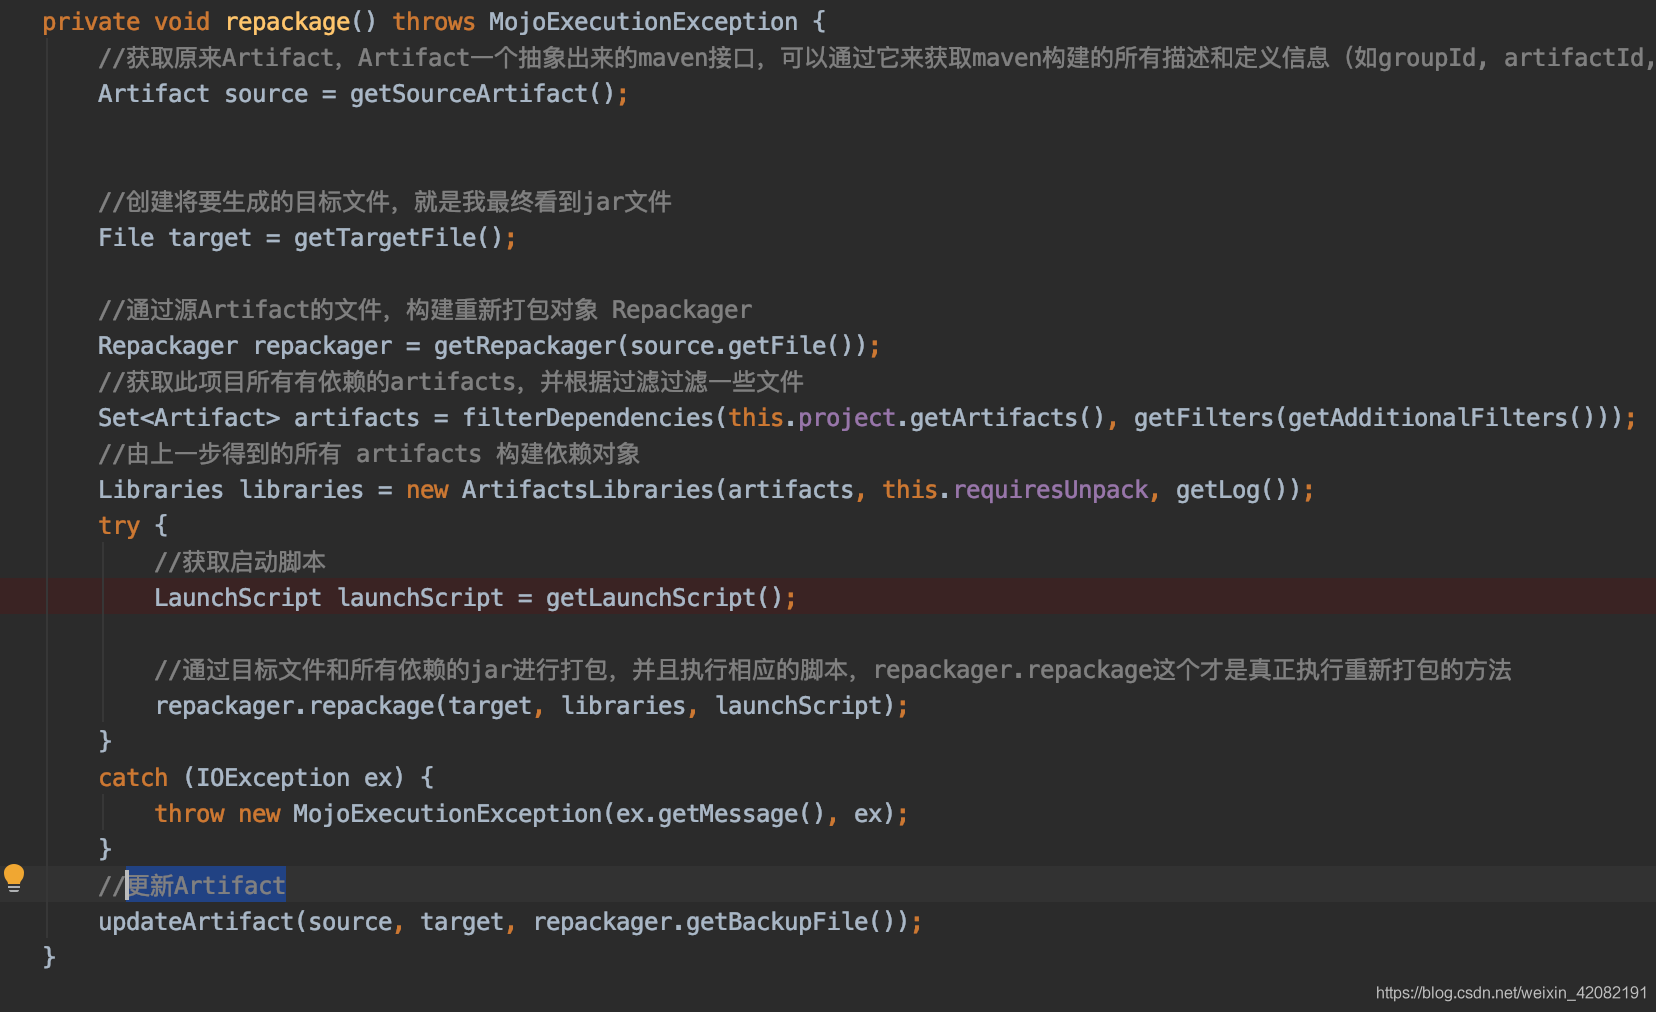 private void repackage() throws MojoExecutionException {
//获取原来Artifact，Artifact一个抽象出来的maven接口，可以通过它来获取maven构建的所有描述和定义信息（如groupId, artifactId,
Artifact source = getSourceArtifact();
//创建将要生成的目标文件，就是我最终看到jar文件
File target = getTargetFile();
//通过源Artifact的文件，构建重新打包对象 Repackager
Repackager repackager = getRepackager(source.getFile());
//获取此项目所有有依赖的artifacts，并根据过滤过滤一些文件
Set<Artifact> artifacts = filterDependencies(this.project.getArtifacts(), getFilters(getAdditionalFilters()));
//由上一步得到的所有 artifacts 构建依赖对象
Libraries libraries = new ArtifactsLibraries(artifacts, this.requiresUnpack, getLog());
try {
//获取启动脚本
LaunchScript launchScript = getLaunchScript();
//通过目标文件和所有依赖的jar进行打包，并且执行相应的脚本，repackager.repackage这个才是真正执行重新打包的方法
repackager.repackage(target, libraries, launchScript);
}
catch (IOException ex) {
throw new MojoExecutionException(ex.getMessage(), ex);
}
//更新Artifact
updateArtifact(source, target, repackager.getBackupFile());
}
https://blog.csdn.net/weixin_42082191